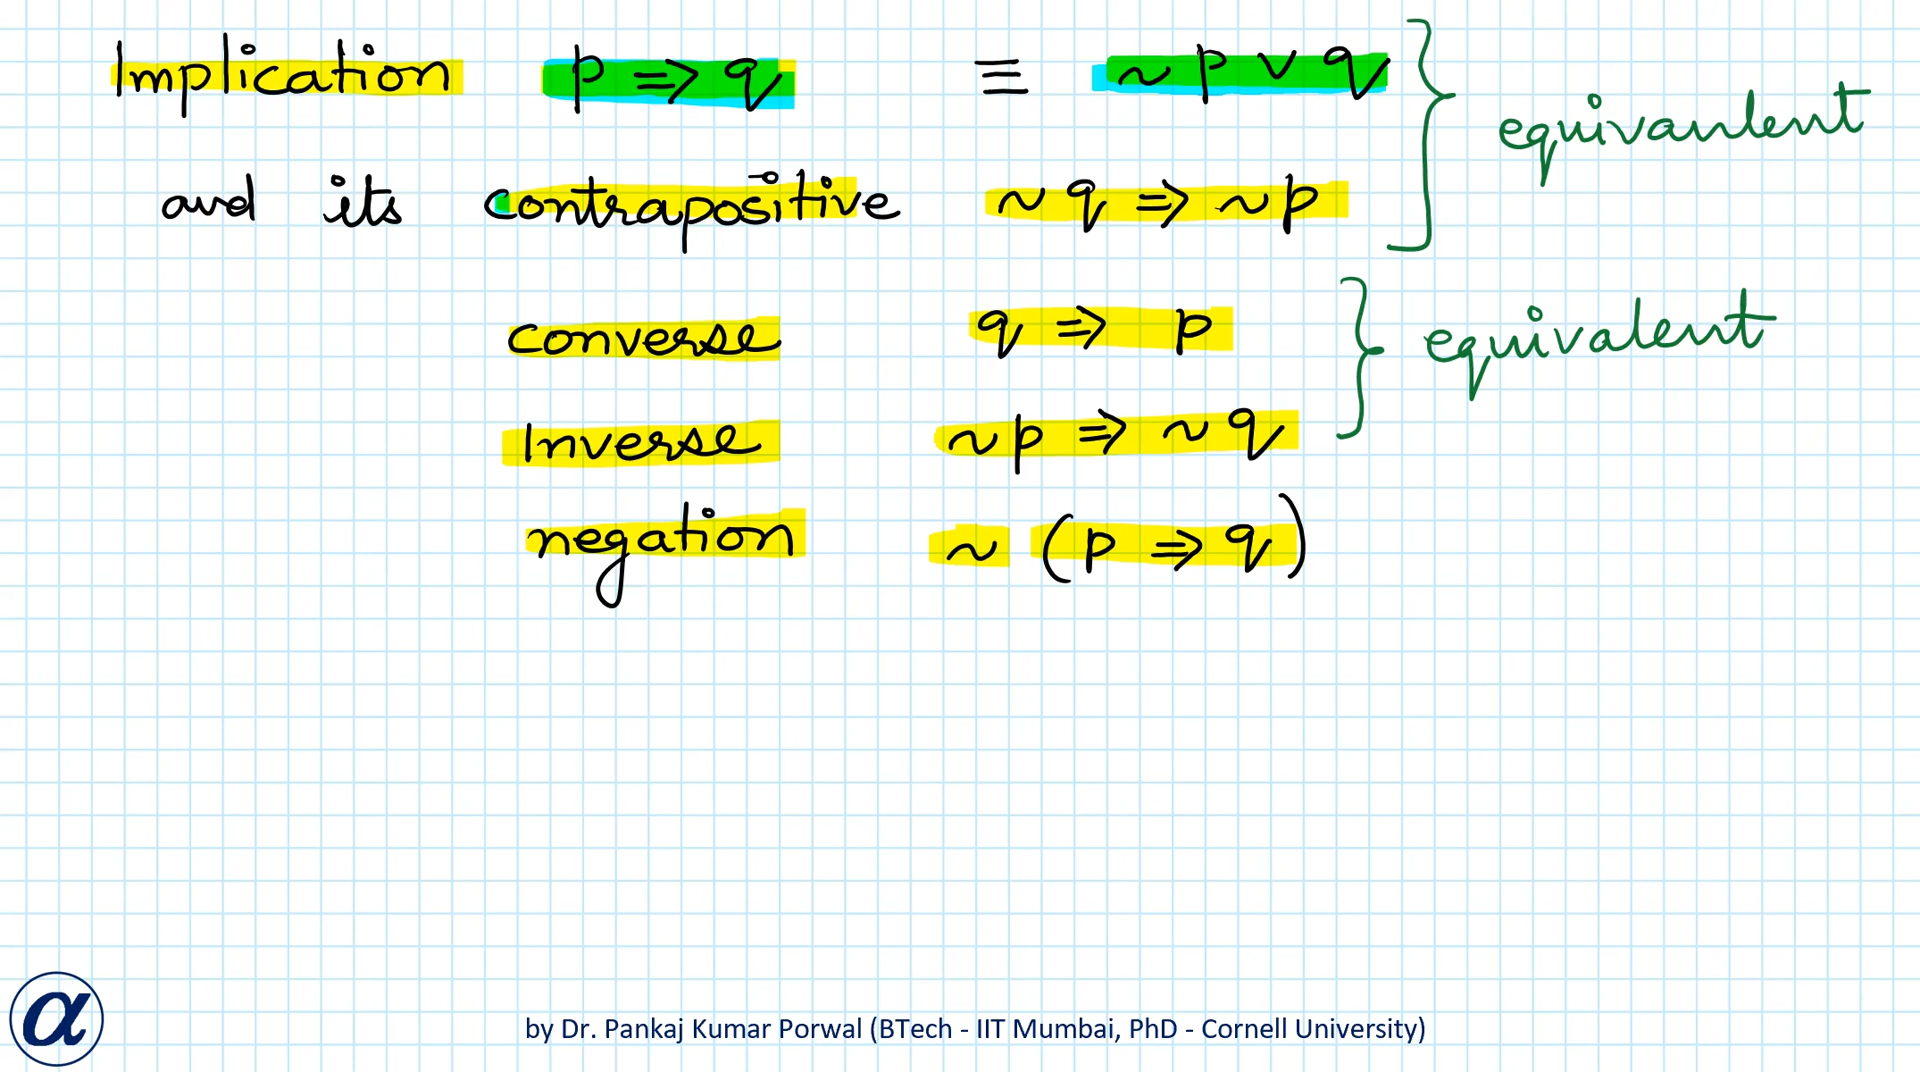 Implication p ⇒ q ≡ ~ p ∨ q
equivanlent
and its contrapositive ~ q ⇒ ~ p
converse q ⇒ p
equivalent
Inverse ~ p ⇒ ~ q
negation ~ (p ⇒ q)
α
by Dr. Pankaj Kumar Porwal (BTech - IIT Mumbai, PhD - Cornell University)